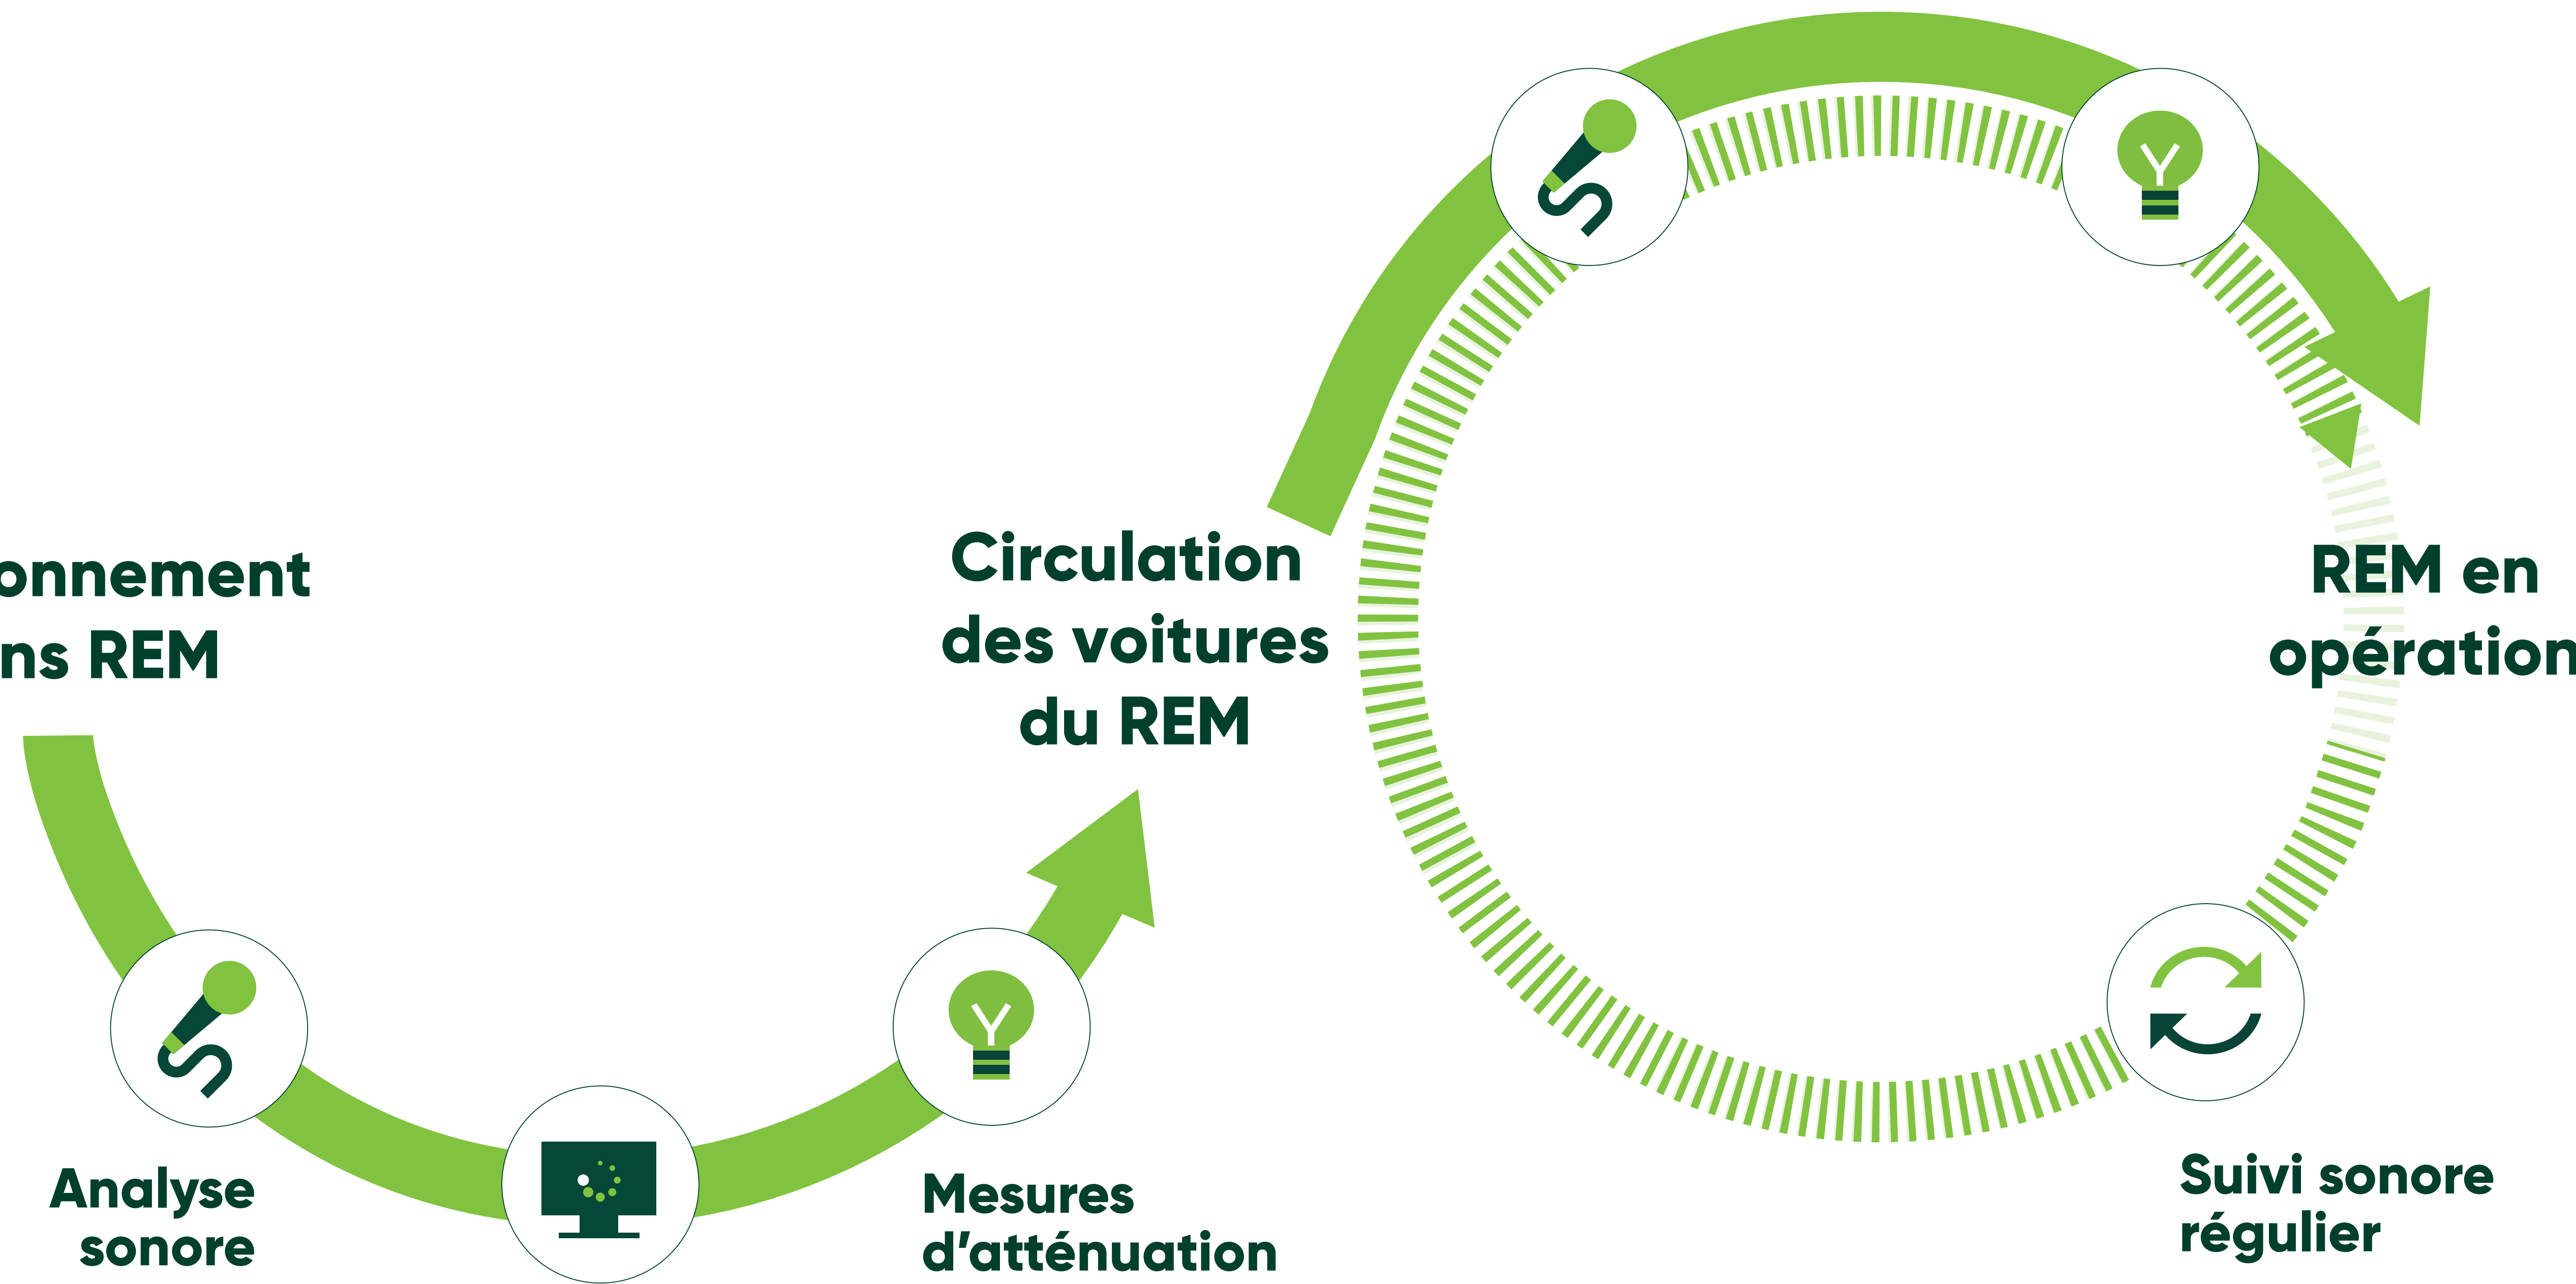 onnement
ns REM
Circulation
des voitures
du REM
REM en
opération
Analyse
sonore
Mesures
d’atténuation
Suivi sonore
régulier